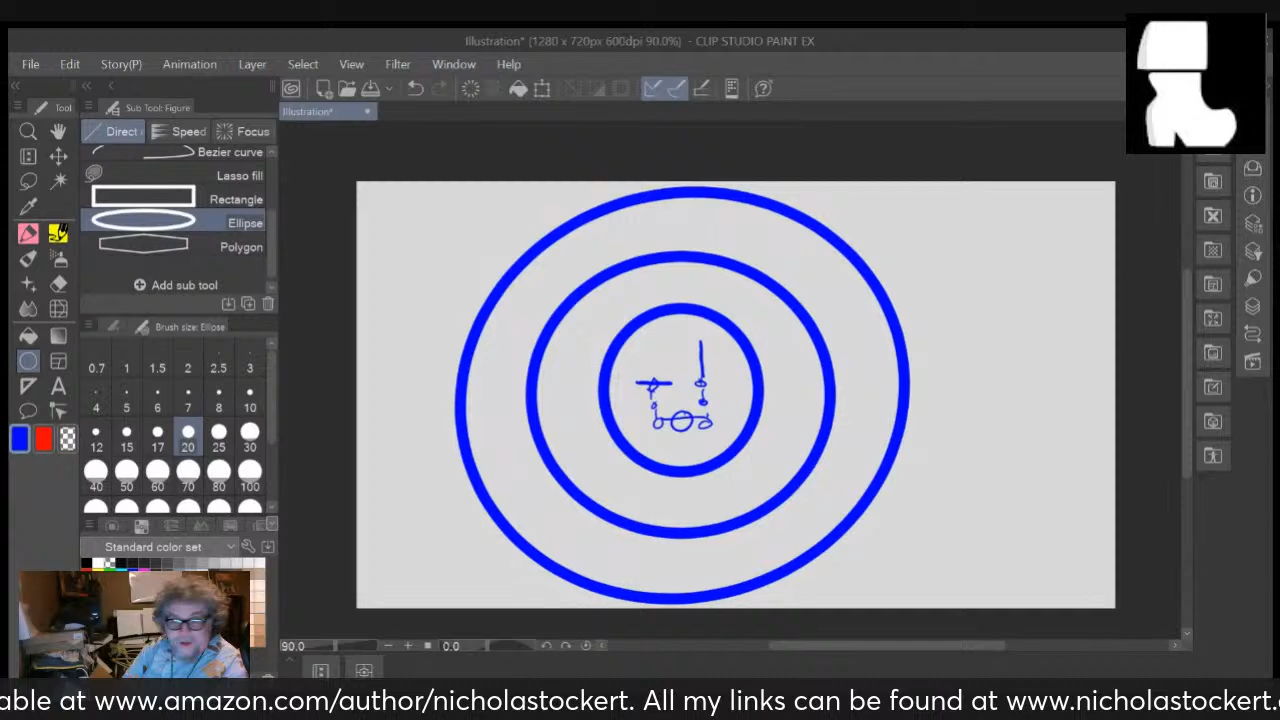 Illustration* (1280 x 720px 600dpi 90.0%) - CLIP STUDIO PAINT EX
File Edit Story(P) Animation Layer Select View Filter Window Help
Tool Sub Tool: Figure Illustration*
Direct Speed Focus
Bezier curve
Lasso fill
Rectangle
Ellipse
Polygon
Add sub tool
Brush size: Ellipse
0.7 1 1.5 2 2.5 3
4 5 6 7 8 10
12 15 17 20 25 30
40 50 60 70 80 100
Standard color set
90.0 0.0
able at www.amazon.com/author/nicholastockert. All my links can be found at www.nicholastockert.